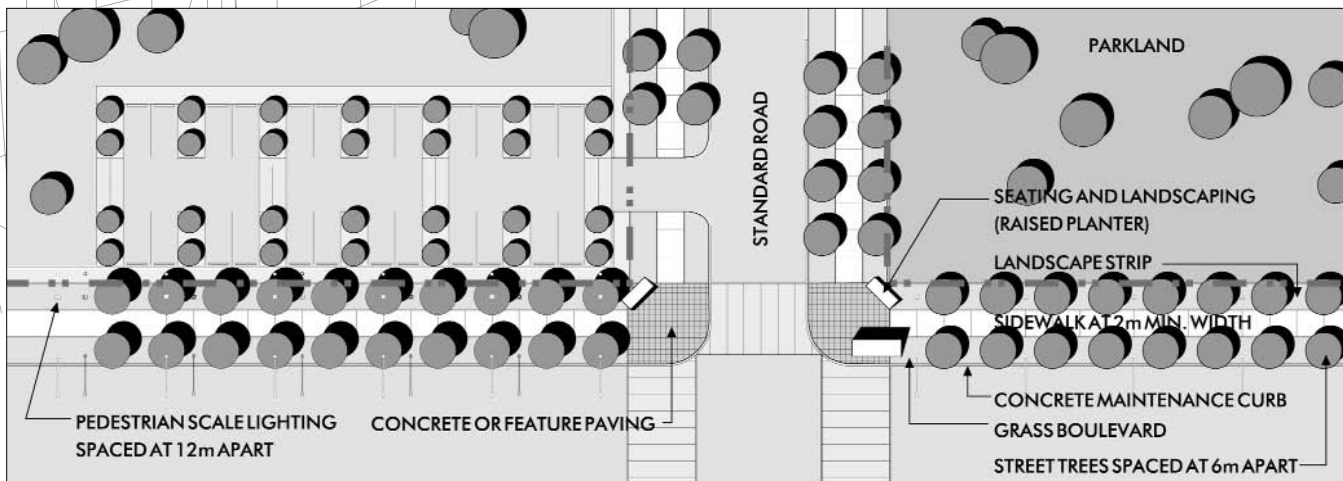 PARKLAND
STANDARD ROAD
SEATING AND LANDSCAPING
(RAISED PLANTER)
LANDSCAPE STRIP
SIDEWALK AT 2m MIN. WIDTH
PEDESTRIAN SCALE LIGHTING
SPACED AT 12m APART
CONCRETE OR FEATURE PAVING
CONCRETE MAINTENANCE CURB
GRASS BOULEVARD
STREET TREES SPACED AT 6m APART